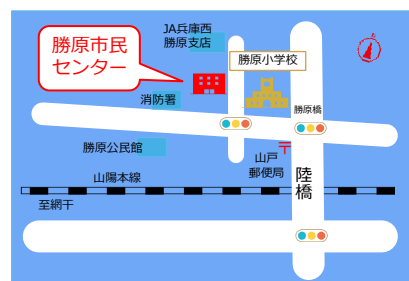 JA兵庫西
勝原支店
勝原市民
センター
勝原小学校
消防署
勝原橋
勝原公民館
山戸
郵便局
陸橋
山陽本線
至網干